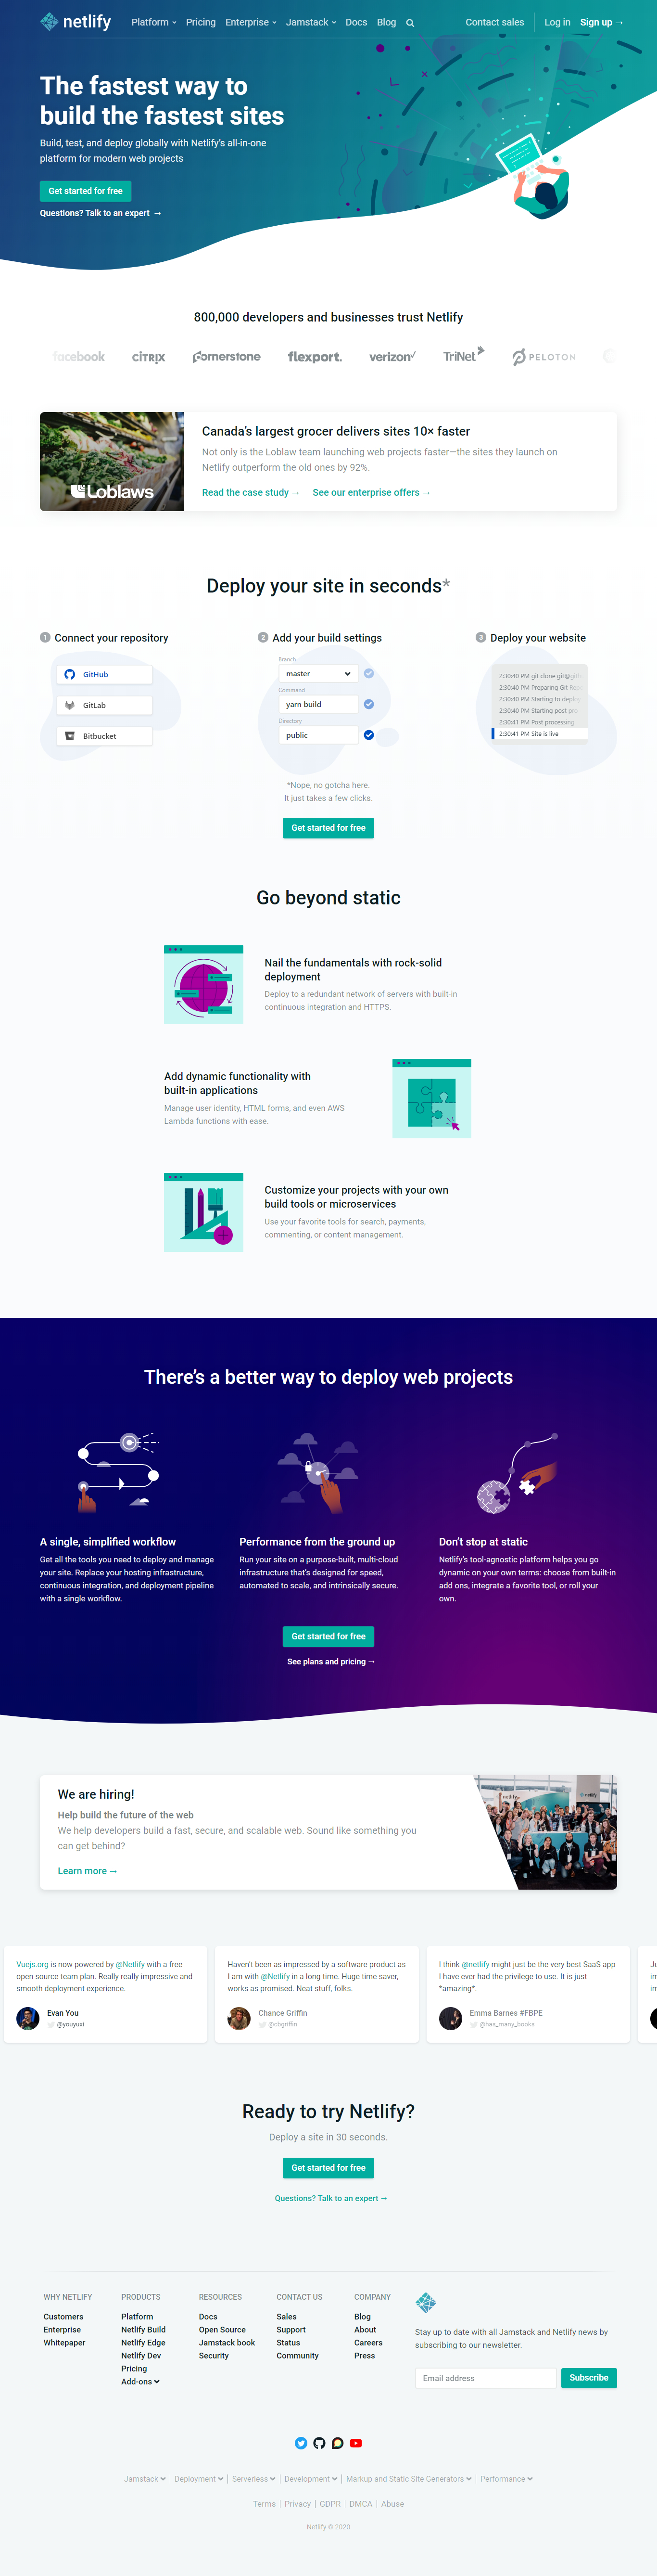 netlify Platform Pricing Enterprise Jamstack Docs Blog Contact sales Log in Sign up →
The fastest way to
build the fastest sites
Build, test, and deploy globally with Netlify's all-in-one
platform for modern web projects
Get started for free
Questions? Talk to an expert →
800,000 developers and businesses trust Netlify
facebook citrix Cornerstone flexport. verizon✓ TriNet PELOTON
Loblaws
Canada's largest grocer delivers sites 10× faster
Not only is the Loblaw team launching web projects faster—the sites they launch on
Netlify outperform the old ones by 92%.
Read the case study → See our enterprise offers →
Deploy your site in seconds*
1 Connect your repository
GitHub
GitLab
Bitbucket
2 Add your build settings
Branch
master
Command
yarn build
Directory
public
3 Deploy your website
2:30:40 PM git clone git@gith
2:30:40 PM Preparing Git Rep
2:30:40 PM Starting to deplo
2:30:40 PM Starting post pro
2:30:41 PM Post processing
2:30:41 PM Site is live
*Nope, no gotcha here.
It just takes a few clicks.
Get started for free
Go beyond static
Nail the fundamentals with rock-solid
deployment
Deploy to a redundant network of servers with built-in
continuous integration and HTTPS.
Add dynamic functionality with
built-in applications
Manage user identity, HTML forms, and even AWS
Lambda functions with ease.
Customize your projects with your own
build tools or microservices
Use your favorite tools for search, payments,
commenting, or content management.
There's a better way to deploy web projects
A single, simplified workflow
Get all the tools you need to deploy and manage
your site. Replace your hosting infrastructure,
continuous integration, and deployment pipeline
with a single workflow.
Performance from the ground up
Run your site on a purpose-built, multi-cloud
infrastructure that's designed for speed,
automated to scale, and intrinsically secure.
Don't stop at static
Netlify's tool-agnostic platform helps you go
dynamic on your own terms: choose from built-in
add ons, integrate a favorite tool, or roll your
own.
Get started for free
See plans and pricing →
We are hiring!
Help build the future of the web
We help developers build a fast, secure, and scalable web. Sound like something you
can get behind?
Learn more →
netlify
netlify
Vuejs.org is now powered by @Netlify with a free
open source team plan. Really really impressive and
smooth deployment experience.
Evan You
@youyuxi
Haven't been as impressed by a software product as
I am with @Netlify in a long time. Huge time saver,
works as promised. Neat stuff, folks.
Chance Griffin
@cbgriffin
I think @netlify might just be the very best SaaS app
I have ever had the privilege to use. It is just
*amazing*.
Emma Barnes #FBPE
@has_many_books
Ready to try Netlify?
Deploy a site in 30 seconds.
Get started for free
Questions? Talk to an expert →
WHY NETLIFY
Customers
Enterprise
Whitepaper
PRODUCTS
Platform
Netlify Build
Netlify Edge
Netlify Dev
Pricing
Add-ons
RESOURCES
Docs
Open Source
Jamstack book
Security
CONTACT US
Sales
Support
Status
Community
COMPANY
Blog
About
Careers
Press
Stay up to date with all Jamstack and Netlify news by
subscribing to our newsletter.
Email address Subscribe
Jamstack | Deployment | Serverless | Development | Markup and Static Site Generators | Performance
Terms | Privacy | GDPR | DMCA | Abuse
Netlify © 2020